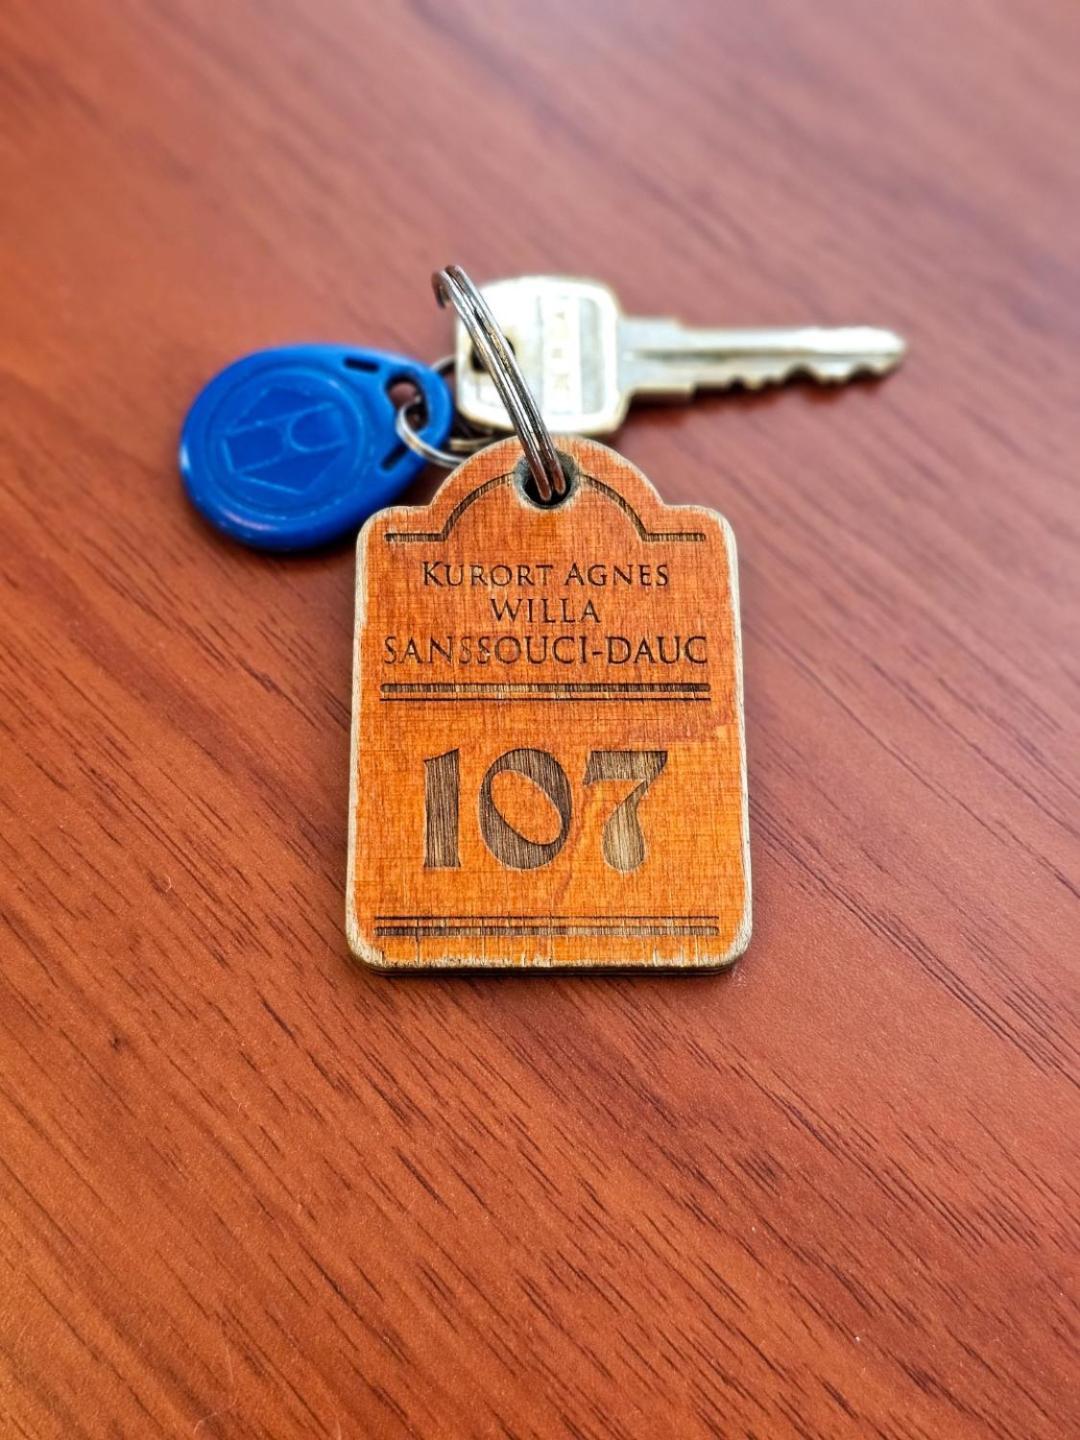 KURORT AGNES
WILLA
SANSSOUCI-DAUC
107